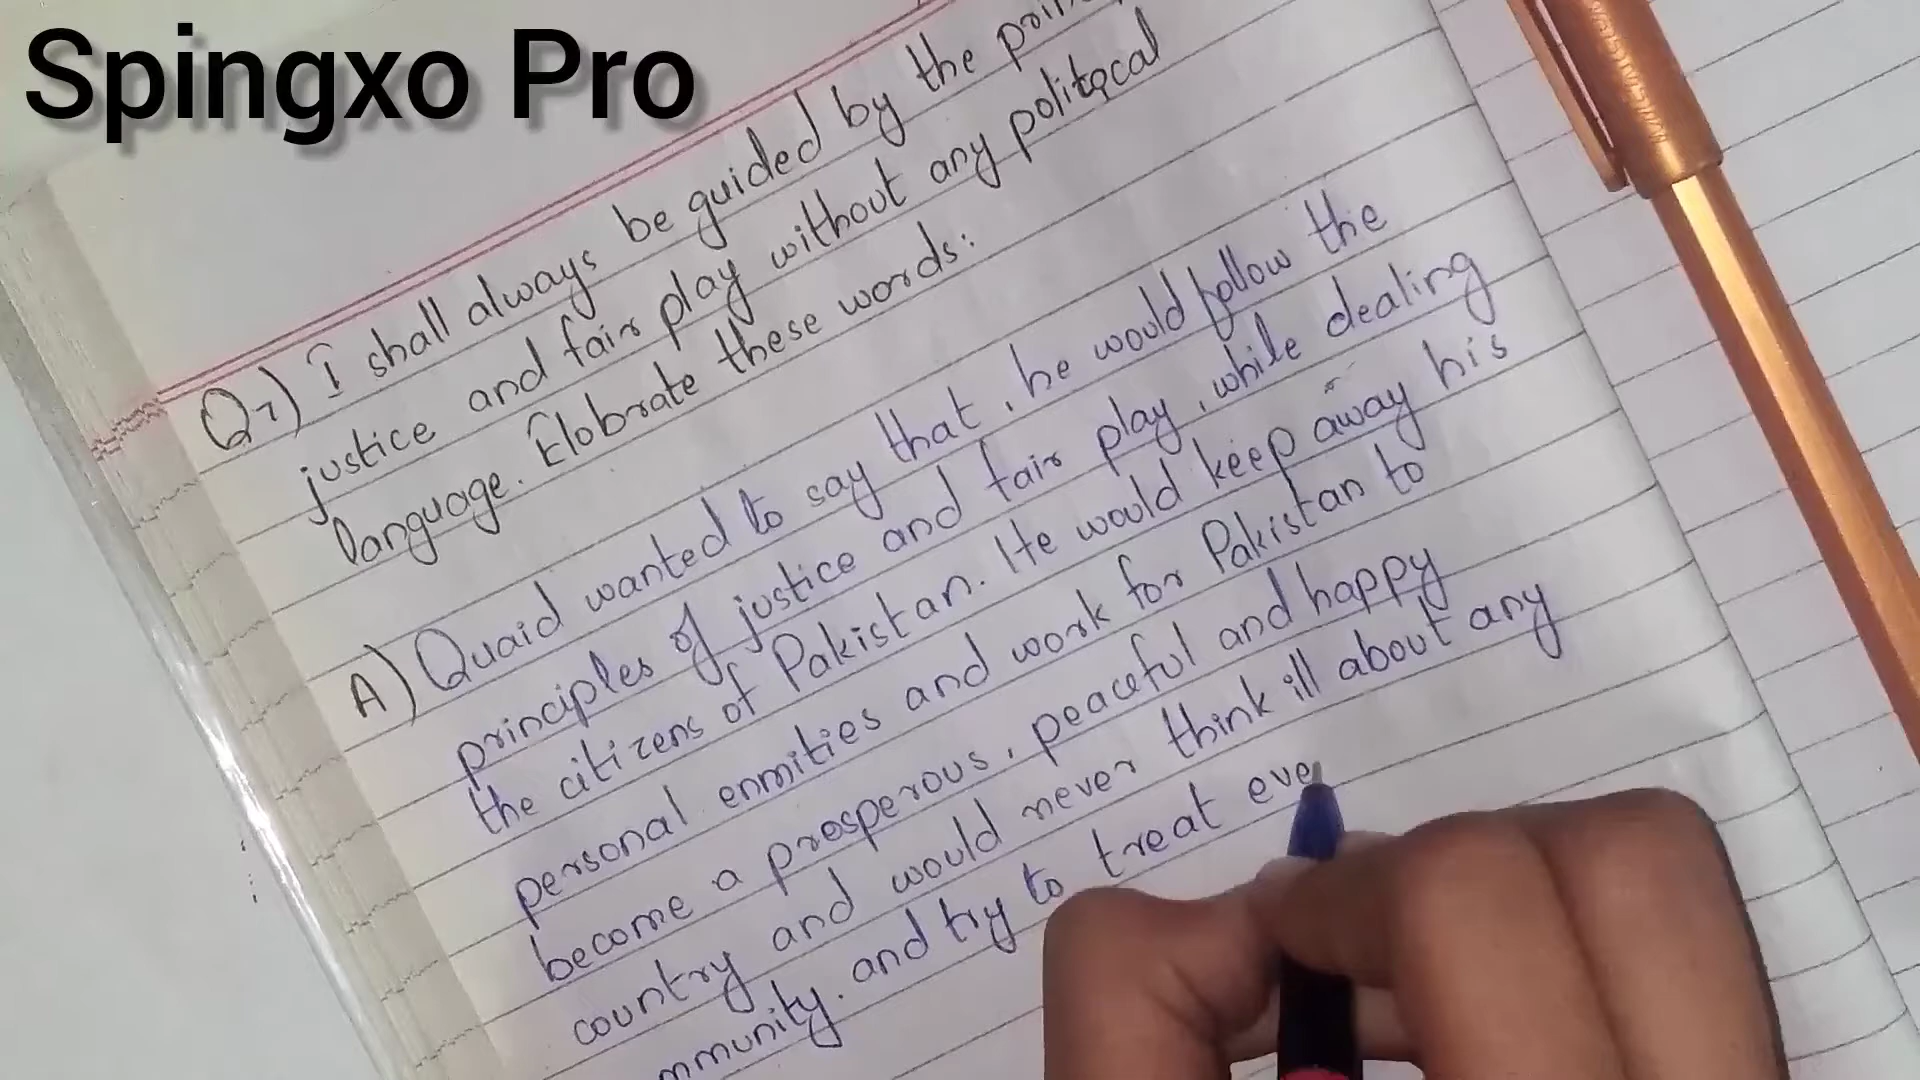 Spingxo Pro
Q7) I shall always be guided by the
justice and fair play without any political
language. Elobrate these words:
A) Quaid wanted to say that, he would follow the
principles of justice and fair play, while dealing
the citizens of Pakistan. He would keep away his
personal enmities and work for Pakistan to
become a prosperous, peaceful and happy
country and would never think ill about any
mmunity. and try to treat eve